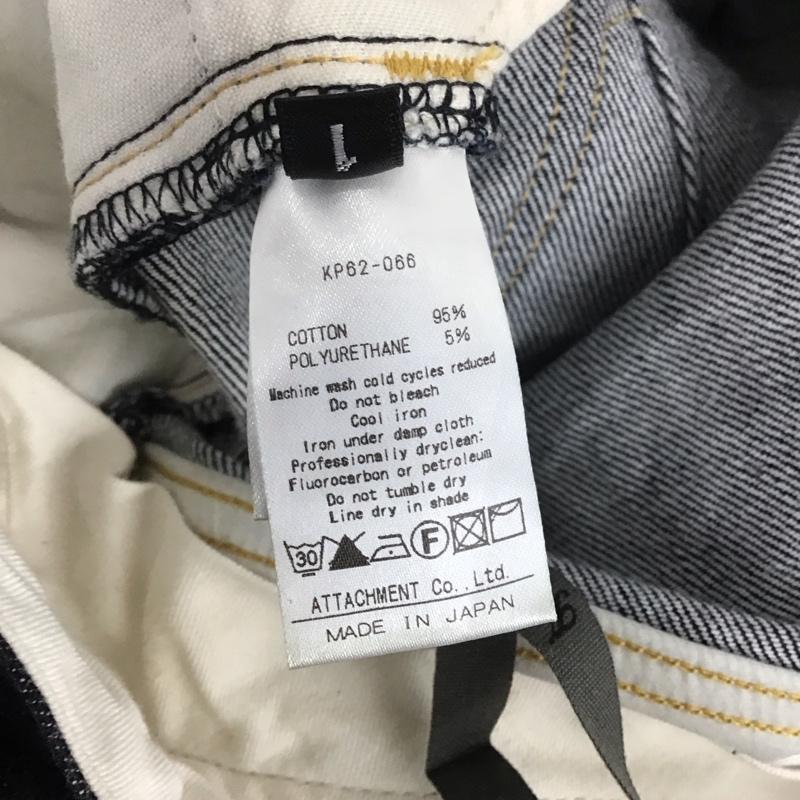 1
KP62-066
COTTON 95%
POLYURETHANE 5%
Machine wash cold cycles reduced
Do not bleach
Cool iron
Iron under damp cloth
Professionally dryclean:
Fluorocarbon or petroleum
Do not tumble dry
Line dry in shade
30 F
ATTACHMENT Co.,Ltd.
MADE IN JAPAN